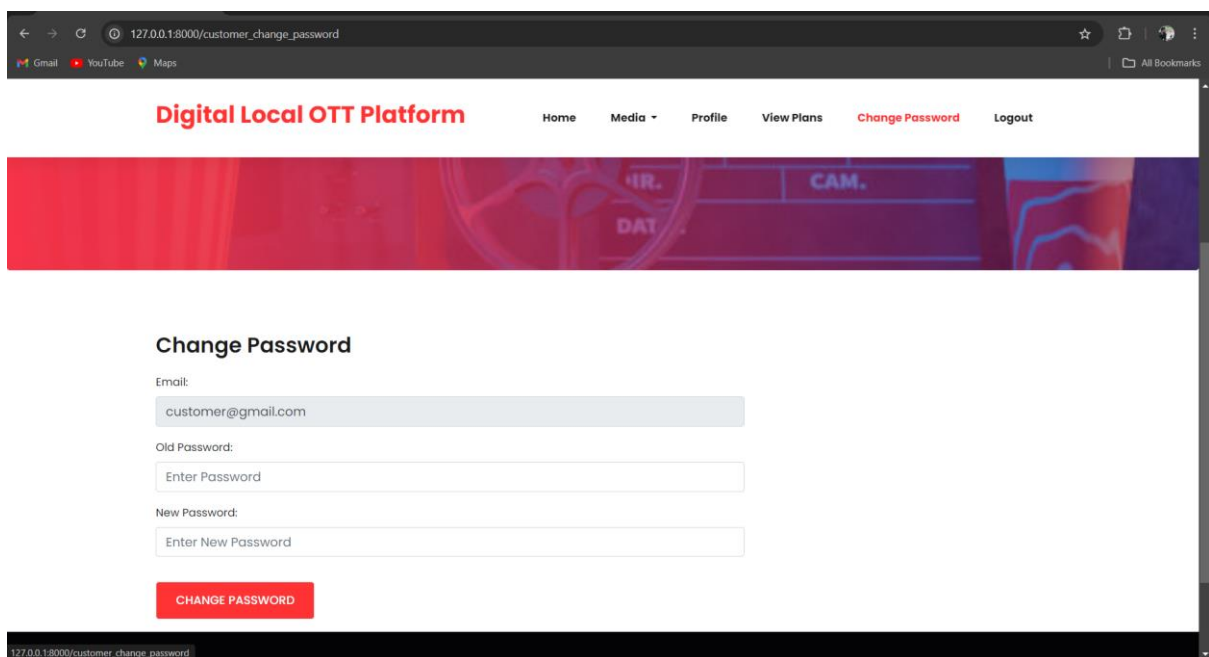 127.0.0.1:8000/customer_change_password
Gmail YouTube Maps All Bookmarks
Digital Local OTT Platform Home Media Profile View Plans Change Password Logout
DIR. CAM.
DAT
Change Password
Email:
customer@gmail.com
Old Password:
Enter Password
New Password:
Enter New Password
CHANGE PASSWORD
127.0.0.1:8000/customer_change_password